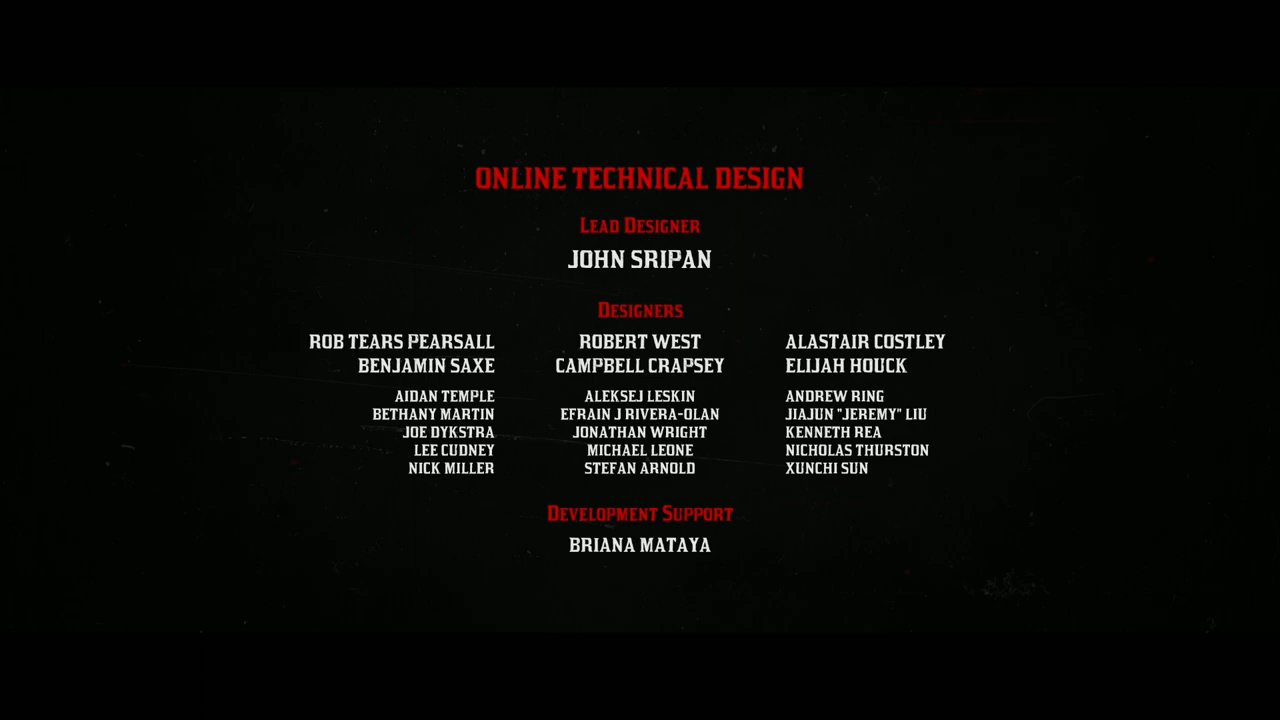 ONLINE TECHNICAL DESIGN
LEAD DESIGNER
JOHN SRIPAN
DESIGNERS
ROB TEARS PEARSALL ROBERT WEST ALASTAIR COSTLEY
BENJAMIN SAXE CAMPBELL CRAPSEY ELIJAH HOUCK
AIDAN TEMPLE ALEKSEJ LESKIN ANDREW RING
BETHANY MARTIN EFRAIN J RIVERA-OLAN JIAJUN "JEREMY" LIU
JOE DYKSTRA JONATHAN WRIGHT KENNETH REA
LEE CUDNEY MICHAEL LEONE NICHOLAS THURSTON
NICK MILLER STEFAN ARNOLD XUNCHI SUN
DEVELOPMENT SUPPORT
BRIANA MATAYA